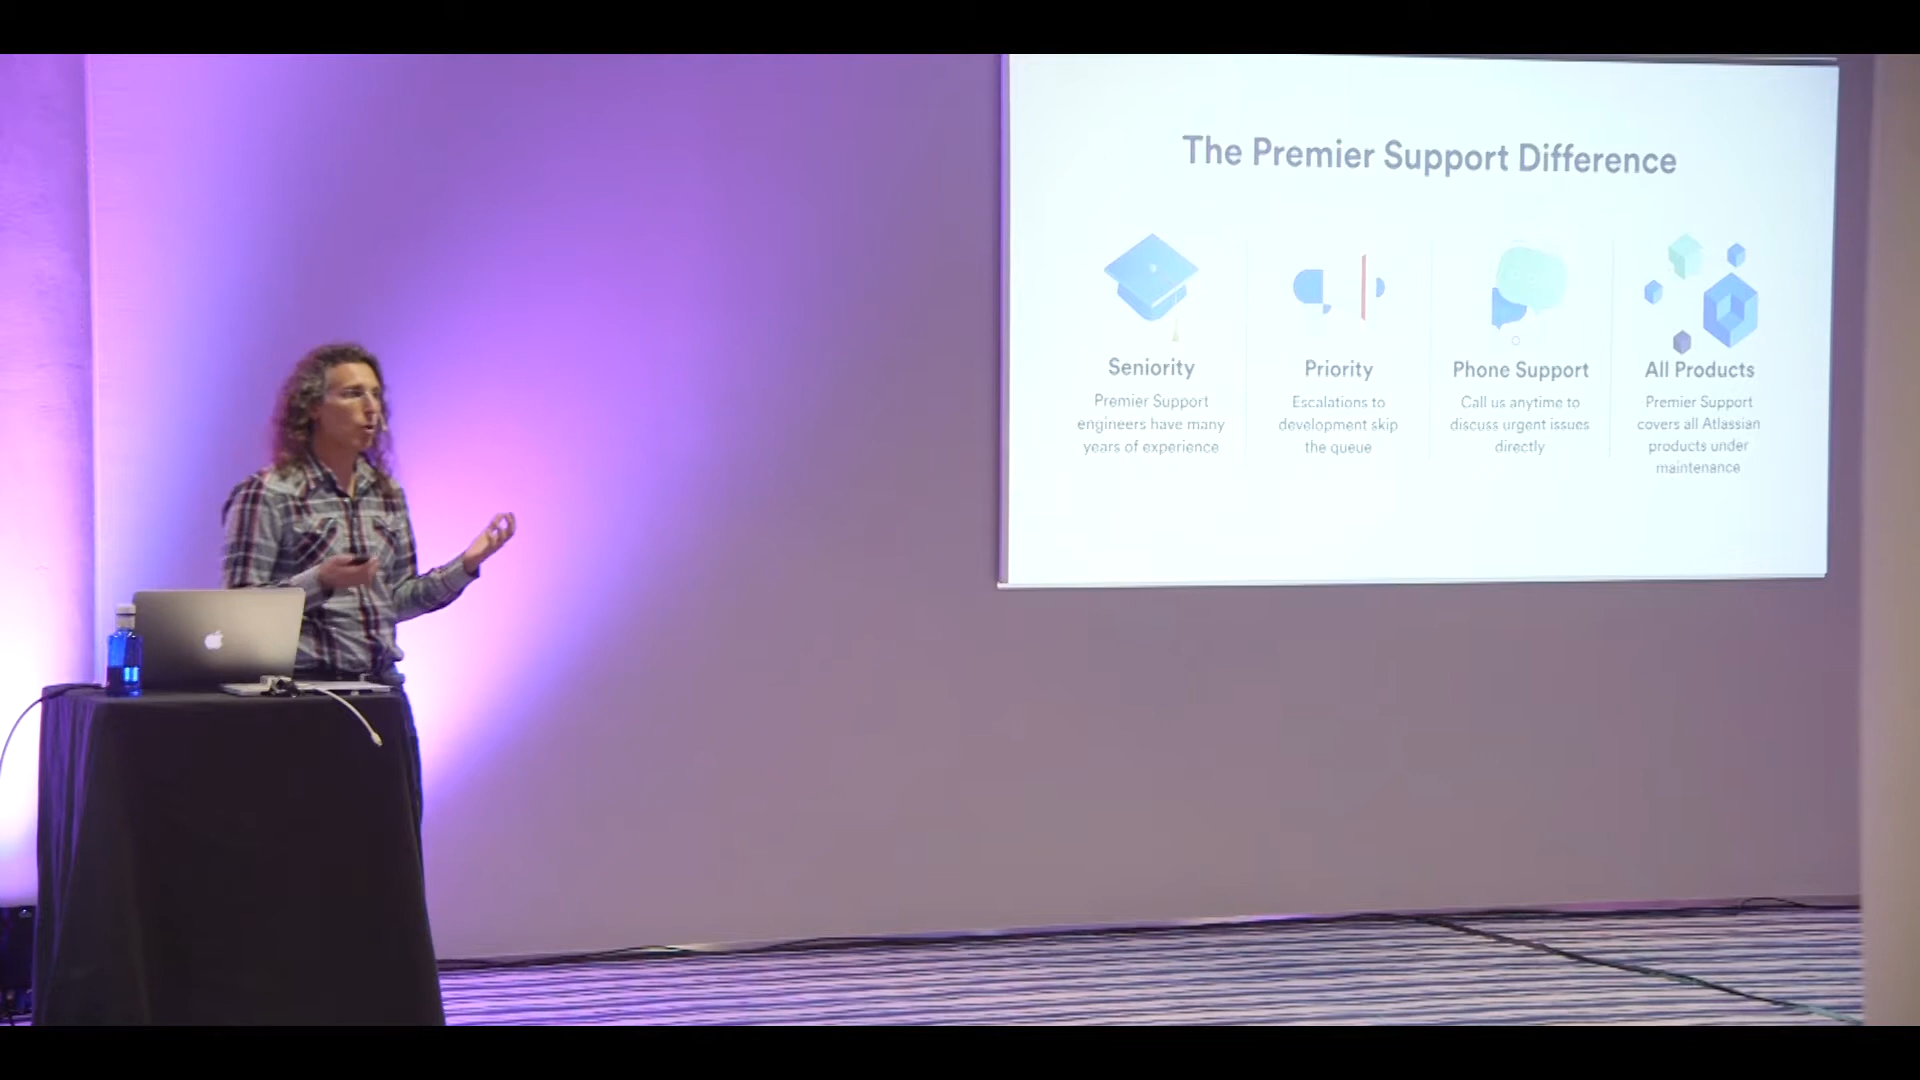 The Premier Support Difference
Seniority
Premier Support
engineers have many
years of experience
Priority
Escalations to
development skip
the queue
Phone Support
Call us anytime to
discuss urgent issues
directly
All Products
Premier Support
covers all Atlassian
products under
maintenance